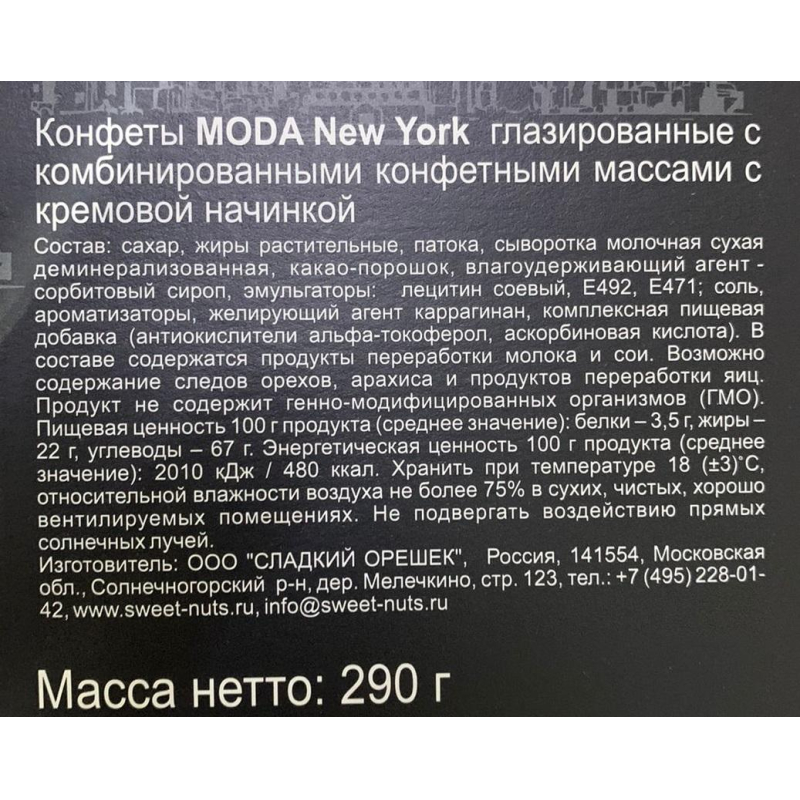 Конфеты MODA New York глазированные с
комбинированными конфетными массами с
кремовой начинкой
Состав: сахар, жиры растительные, патока, сыворотка молочная сухая
деминерализованная, какао-порошок, влагоудерживающий агент -
сорбитовый сироп, эмульгаторы: лецитин соевый, Е492, Е471; соль,
ароматизаторы, желирующий агент каррагинан, комплексная пищевая
добавка (антиокислители альфа-токоферол, аскорбиновая кислота). В
составе содержатся продукты переработки молока и сои. Возможно
содержание следов орехов, арахиса и продуктов переработки яиц.
Продукт не содержит генно-модифицированных организмов (ГМО).
Пищевая ценность 100 г продукта (среднее значение): белки – 3,5 г, жиры –
22 г, углеводы – 67 г. Энергетическая ценность 100 г продукта (среднее
значение): 2010 кДж / 480 ккал. Хранить при температуре 18 (±3)°С,
относительной влажности воздуха не более 75% в сухих, чистых, хорошо
вентилируемых помещениях. Не подвергать воздействию прямых
солнечных лучей.
Изготовитель: ООО "СЛАДКИЙ ОРЕШЕК", Россия, 141554, Московская
обл., Солнечногорский р-н, дер. Мелечкино, стр. 123, тел.: +7 (495) 228-01-
42, www.sweet-nuts.ru, info@sweet-nuts.ru
Масса нетто: 290 г